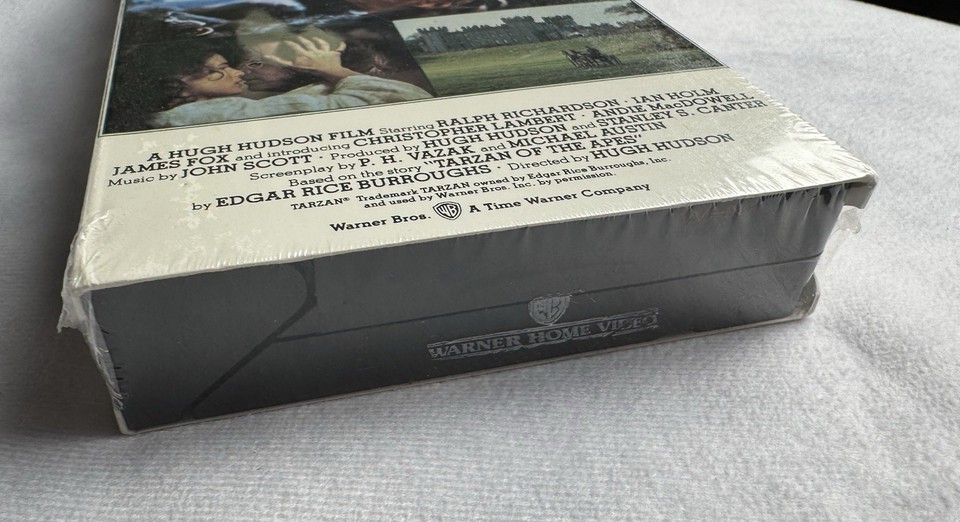 A HUGH HUDSON FILM Starring RALPH RICHARDSON · IAN HOLM
JAMES FOX and introducing CHRISTOPHER LAMBERT · ANDIE MacDOWELL
Music by JOHN SCOTT · Produced by HUGH HUDSON and STANLEY S. CANTER
Screenplay by P. H. VAZAK and MICHAEL AUSTIN
Based on the story "TARZAN OF THE APES"
by EDGAR RICE BURROUGHS · Directed by HUGH HUDSON
TARZAN® Trademark TARZAN owned by Edgar Rice Burroughs, Inc.
and used by Warner Bros. Inc. by permission.
Warner Bros. WB A Time Warner Company
WB
WARNER HOME VIDEO